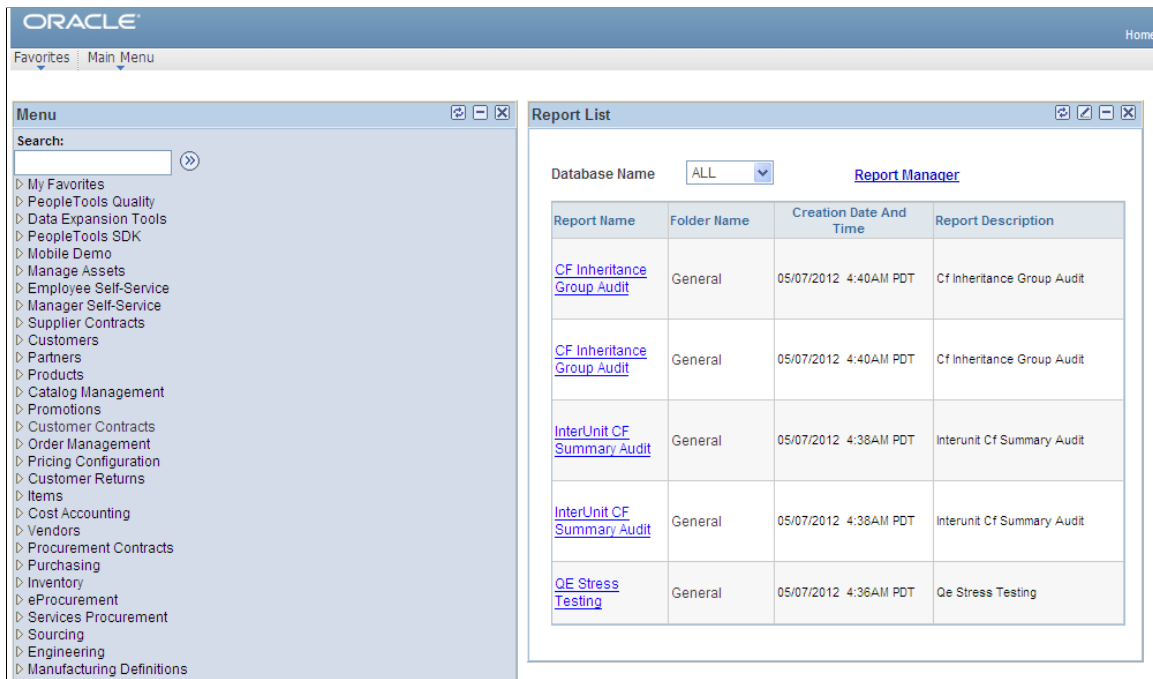 ORACLE
Home
Favorites Main Menu
Menu
Search:
My Favorites
PeopleTools Quality
Data Expansion Tools
PeopleTools SDK
Mobile Demo
Manage Assets
Employee Self-Service
Manager Self-Service
Supplier Contracts
Customers
Partners
Products
Catalog Management
Promotions
Customer Contracts
Order Management
Pricing Configuration
Customer Returns
Items
Cost Accounting
Vendors
Procurement Contracts
Purchasing
Inventory
eProcurement
Services Procurement
Sourcing
Engineering
Manufacturing Definitions
Report List
Database Name ALL Report Manager
Report Name Folder Name Creation Date And Time Report Description
CF Inheritance Group Audit General 05/07/2012 4:40AM PDT Cf Inheritance Group Audit
CF Inheritance Group Audit General 05/07/2012 4:40AM PDT Cf Inheritance Group Audit
InterUnit CF Summary Audit General 05/07/2012 4:38AM PDT Interunit Cf Summary Audit
InterUnit CF Summary Audit General 05/07/2012 4:38AM PDT Interunit Cf Summary Audit
QE Stress Testing General 05/07/2012 4:36AM PDT Qe Stress Testing